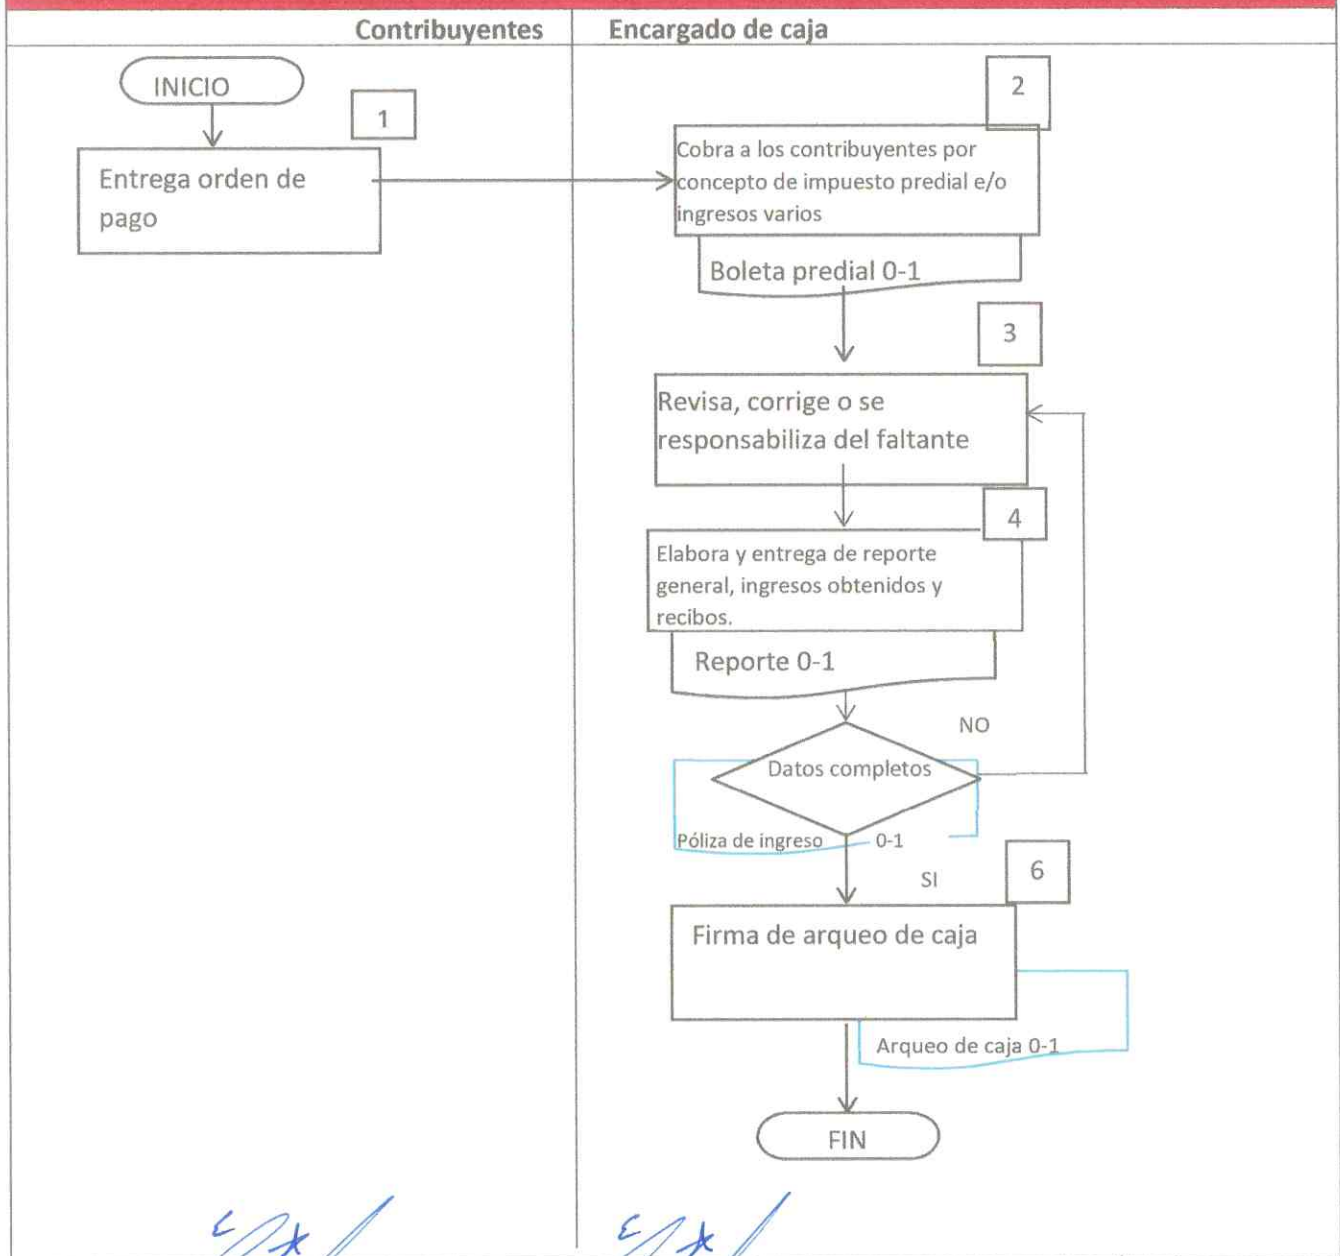 Contribuyentes
Encargado de caja
INICIO
1
Entrega orden de
pago
2
Cobra a los contribuyentes por
concepto de impuesto predial e/o
ingresos varios
Boleta predial 0-1
3
Revisa, corrige o se
responsabiliza del faltante
4
Elabora y entrega de reporte
general, ingresos obtenidos y
recibos.
Reporte 0-1
NO
Datos completos
Póliza de ingreso 0-1
SI
6
Firma de arqueo de caja
Arqueo de caja 0-1
FIN